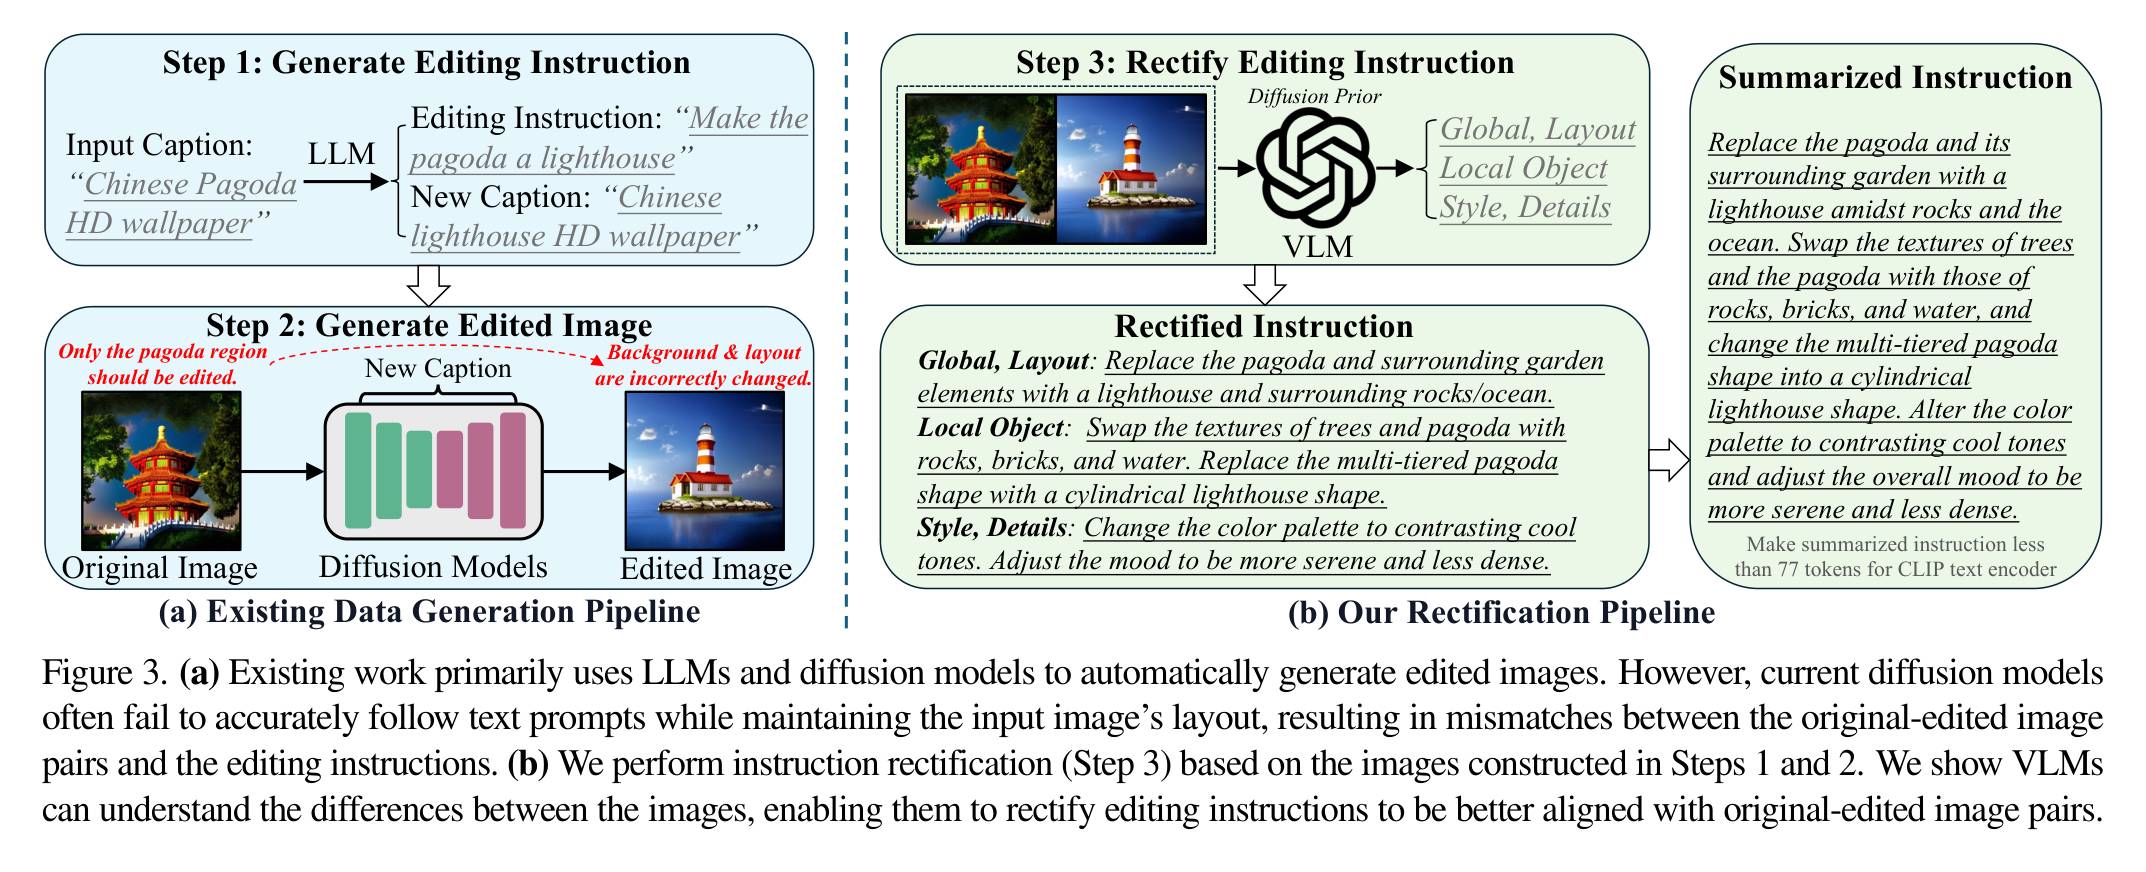 Step 1: Generate Editing Instruction
Input Caption:
“Chinese Pagoda
HD wallpaper”
LLM
Editing Instruction: “Make the
pagoda a lighthouse”
New Caption: “Chinese
lighthouse HD wallpaper”
Step 2: Generate Edited Image
Only the pagoda region
should be edited.
Background & layout
are incorrectly changed.
New Caption
Original Image
Diffusion Models
Edited Image
(a) Existing Data Generation Pipeline
Step 3: Rectify Editing Instruction
Diffusion Prior
VLM
Global, Layout
Local Object
Style, Details
Rectified Instruction
Global, Layout: Replace the pagoda and surrounding garden
elements with a lighthouse and surrounding rocks/ocean.
Local Object: Swap the textures of trees and pagoda with
rocks, bricks, and water. Replace the multi-tiered pagoda
shape with a cylindrical lighthouse shape.
Style, Details: Change the color palette to contrasting cool
tones. Adjust the mood to be more serene and less dense.
Summarized Instruction
Replace the pagoda and its
surrounding garden with a
lighthouse amidst rocks and the
ocean. Swap the textures of trees
and the pagoda with those of
rocks, bricks, and water, and
change the multi-tiered pagoda
shape into a cylindrical
lighthouse shape. Alter the color
palette to contrasting cool tones
and adjust the overall mood to be
more serene and less dense.
Make summarized instruction less
than 77 tokens for CLIP text encoder
(b) Our Rectification Pipeline
Figure 3. (a) Existing work primarily uses LLMs and diffusion models to automatically generate edited images. However, current diffusion models
often fail to accurately follow text prompts while maintaining the input image’s layout, resulting in mismatches between the original-edited image
pairs and the editing instructions. (b) We perform instruction rectification (Step 3) based on the images constructed in Steps 1 and 2. We show VLMs
can understand the differences between the images, enabling them to rectify editing instructions to be better aligned with original-edited image pairs.